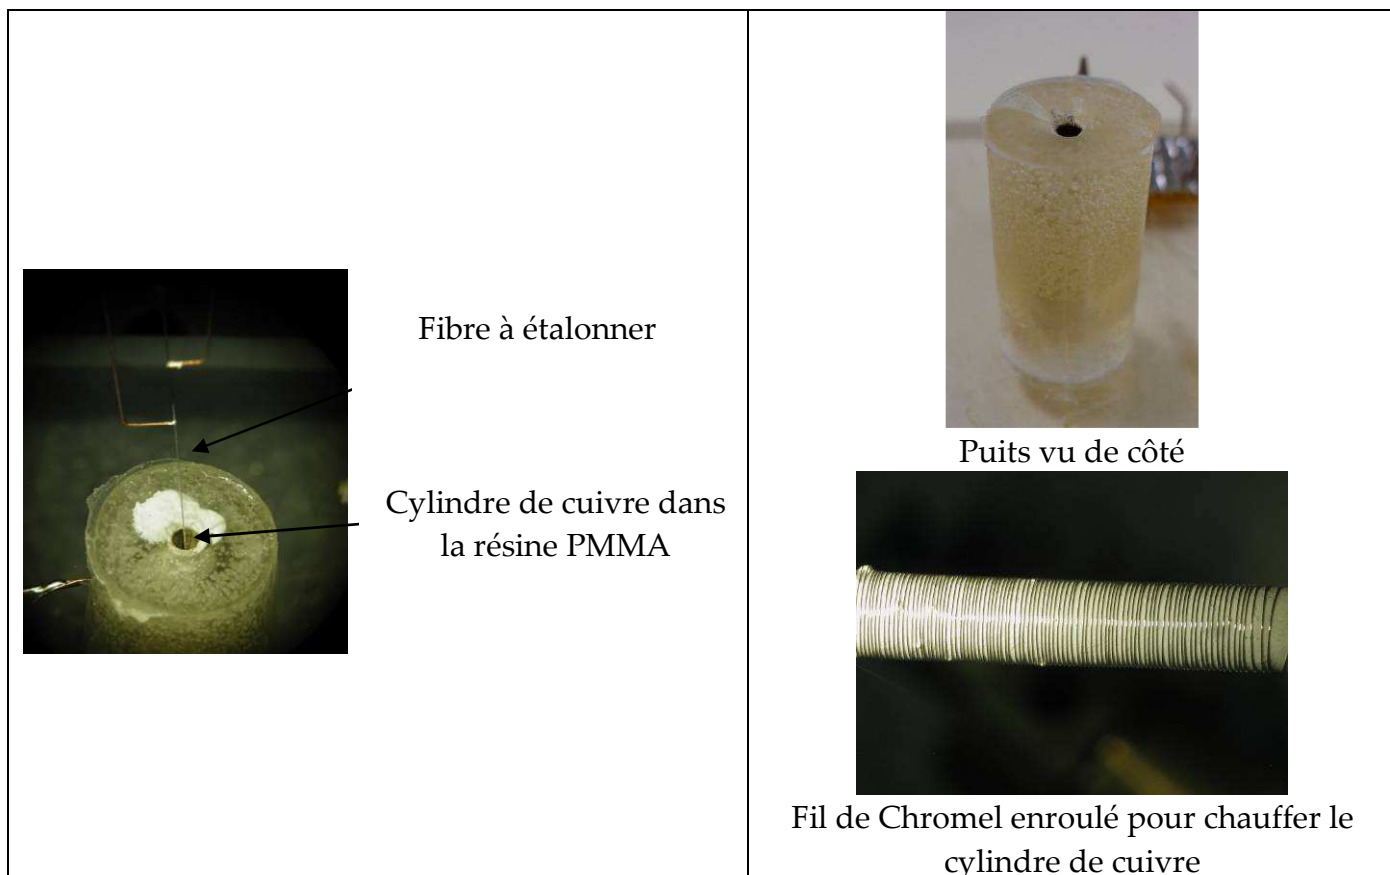 Fibre à étalonner
Cylindre de cuivre dans
la résine PMMA
Puits vu de côté
Fil de Chromel enroulé pour chauffer le
cylindre de cuivre